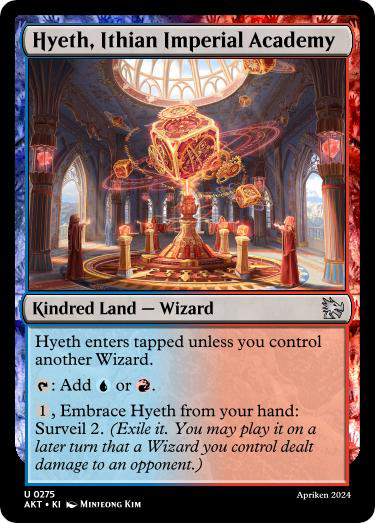 Hyeth, Ithian Imperial Academy
Kindred Land — Wizard
Hyeth enters tapped unless you control
another Wizard.
: Add or .
1, Embrace Hyeth from your hand:
Surveil 2. (Exile it. You may play it on a
later turn that a Wizard you control dealt
damage to an opponent.)
U 0275
Apriken 2024
AKT • KI Minjeong Kim